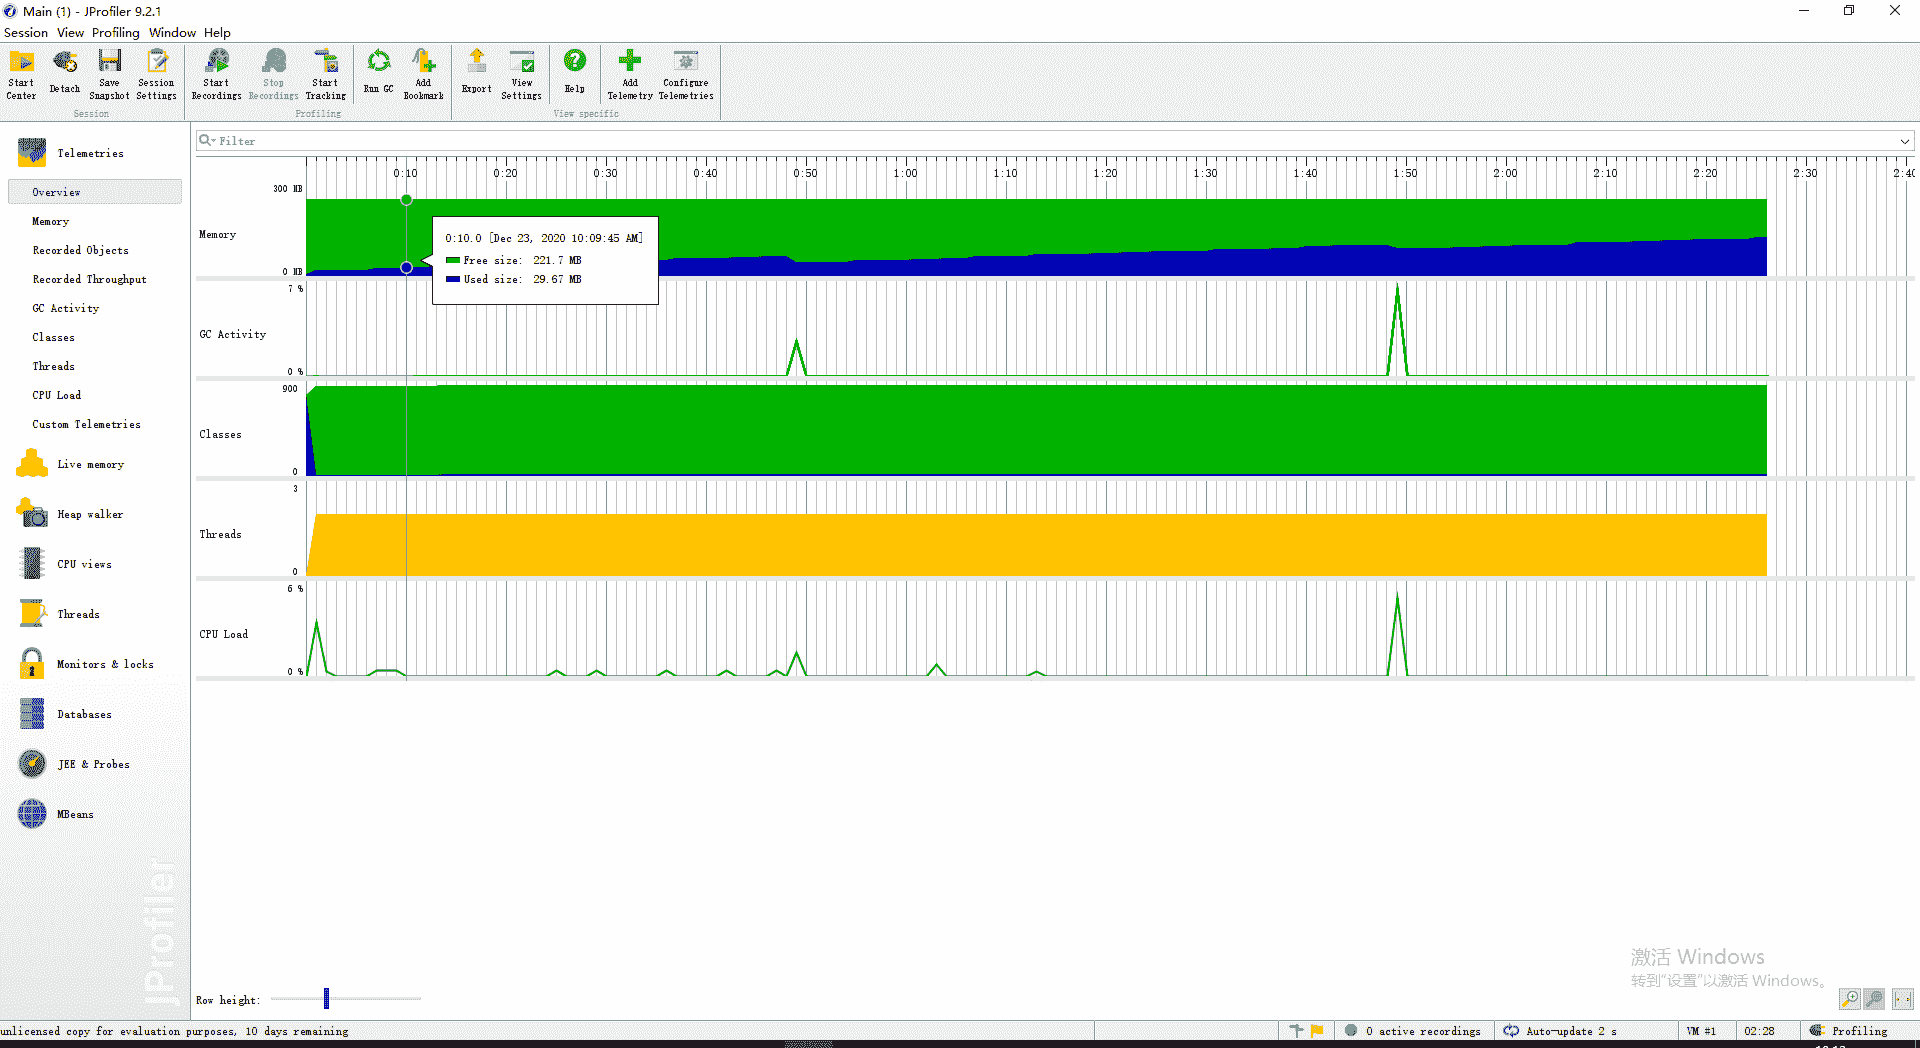 Main (1) - JProfiler 9.2.1
Session View Profiling Window Help
Start Center
Detach
Save Snapshot
Session Settings
Start Recordings
Stop Recordings
Start Tracking
Run GC
Add Bookmark
Export
View Settings
Help
Add Telemetry
Configure Telemetries
Session
Profiling
View specific
Telemetries
Overview
Memory
Recorded Objects
Recorded Throughput
GC Activity
Classes
Threads
CPU Load
Custom Telemetries
Live memory
Heap walker
CPU views
Threads
Monitors & locks
Databases
JEE & Probes
MBeans
JProfiler
Filter
0:10 0:20 0:30 0:40 0:50 1:00 1:10 1:20 1:30 1:40 1:50 2:00 2:10 2:20 2:30 2:40
300 MB
Memory
0 MB
0:10.0 [Dec 23, 2020 10:09:45 AM]
Free size: 221.7 MB
Used size: 29.67 MB
7 %
GC Activity
0 %
900
Classes
0
3
Threads
0
6 %
CPU Load
0 %
激活 Windows
转到“设置”以激活 Windows。
Row height:
unlicensed copy for evaluation purposes, 10 days remaining
0 active recordings
Auto-update 2 s
VM #1
02:28
Profiling